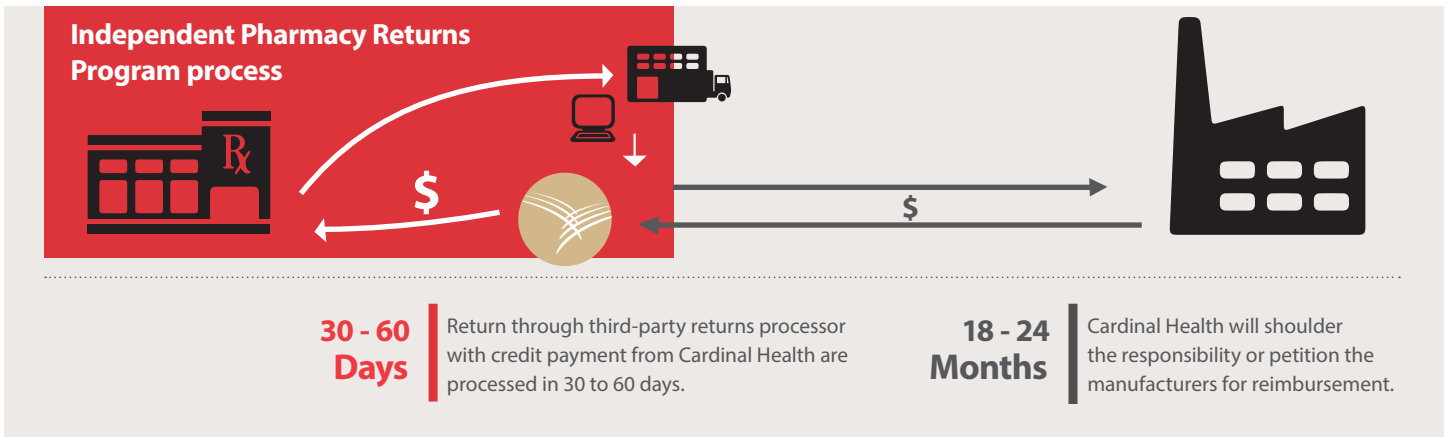 Independent Pharmacy Returns
Program process
Rx
$
$
30 - 60
Days
Return through third-party returns processor
with credit payment from Cardinal Health are
processed in 30 to 60 days.
18 - 24
Months
Cardinal Health will shoulder
the responsibility or petition the
manufacturers for reimbursement.